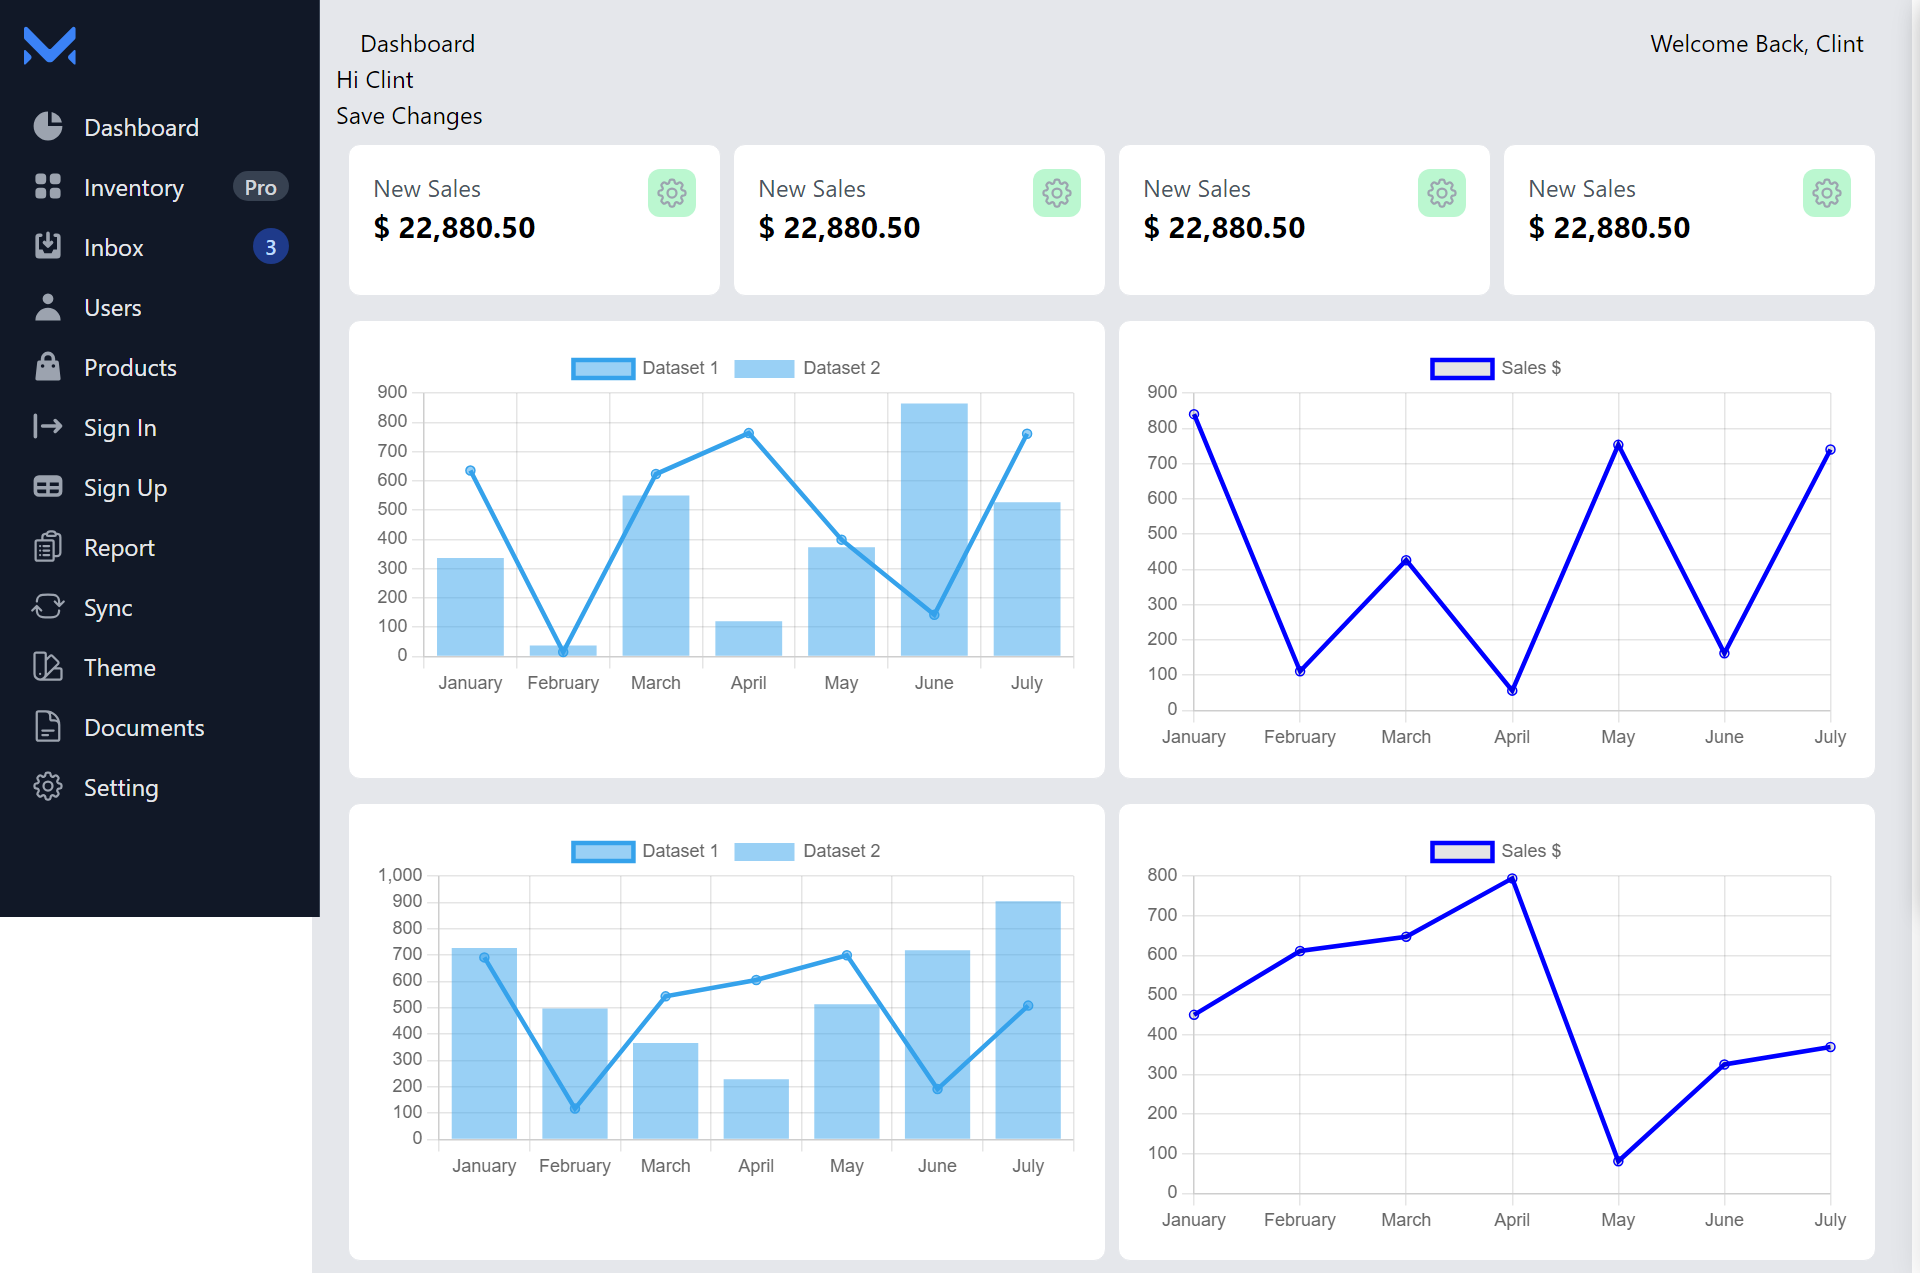 Dashboard
Inventory Pro
Inbox 3
Users
Products
Sign In
Sign Up
Report
Sync
Theme
Documents
Setting
Dashboard
Welcome Back, Clint
Hi Clint
Save Changes
New Sales
$ 22,880.50
New Sales
$ 22,880.50
New Sales
$ 22,880.50
New Sales
$ 22,880.50
Dataset 1 Dataset 2
900
800
700
600
500
400
300
200
100
0
January February March April May June July
Sales $
900
800
700
600
500
400
300
200
100
0
January February March April May June July
Dataset 1 Dataset 2
1,000
900
800
700
600
500
400
300
200
100
0
January February March April May June July
Sales $
800
700
600
500
400
300
200
100
0
January February March April May June July